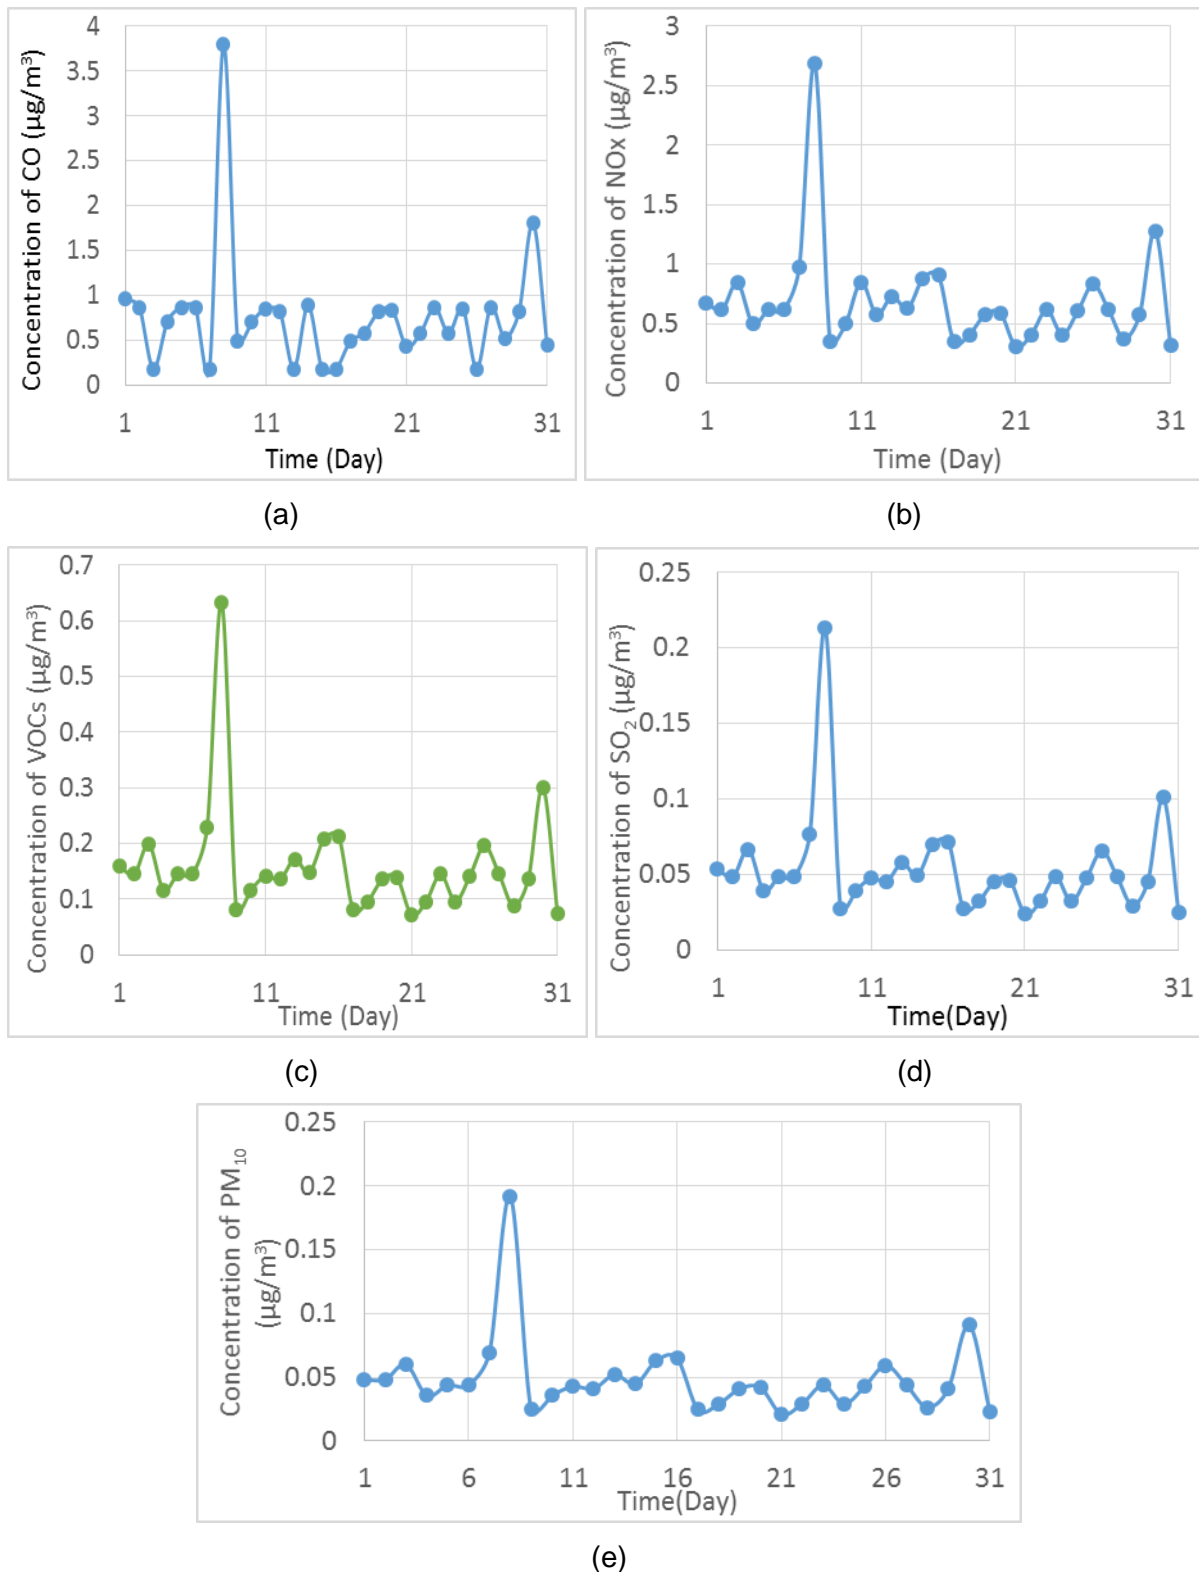 4
3.5
3
2.5
2
1.5
1
0.5
0
Concentration of CO (µg/m³)
1 11 21 31
Time (Day)
(a)
3
2.5
2
1.5
1
0.5
0
Concentration of NOx (µg/m³)
1 11 21 31
Time (Day)
(b)
0.7
0.6
0.5
0.4
0.3
0.2
0.1
0
Concentration of VOCs (µg/m³)
1 11 21 31
Time (Day)
(c)
0.25
0.2
0.15
0.1
0.05
0
Concentration of SO₂ (µg/m³)
1 11 21 31
Time(Day)
(d)
0.25
0.2
0.15
0.1
0.05
0
Concentration of PM₁₀
(µg/m³)
1 6 11 16 21 26 31
Time(Day)
(e)